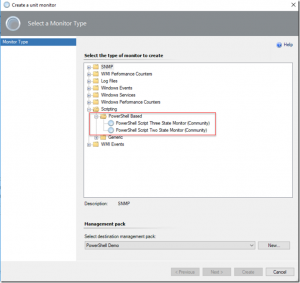 Create a unit monitor
Select a Monitor Type
Monitor Type
Help
Select the type of monitor to create
SNMP
WMI Performance Counters
Log Files
Windows Events
Windows Services
Windows Performance Counters
Scripting
PowerShell Based
PowerShell Script Three State Monitor (Community)
PowerShell Script Two State Monitor (Community)
Generic
WMI Events
Description: SNMP
Management pack
Select destination management pack:
PowerShell Demo
New...
< Previous
Next >
Create
Cancel